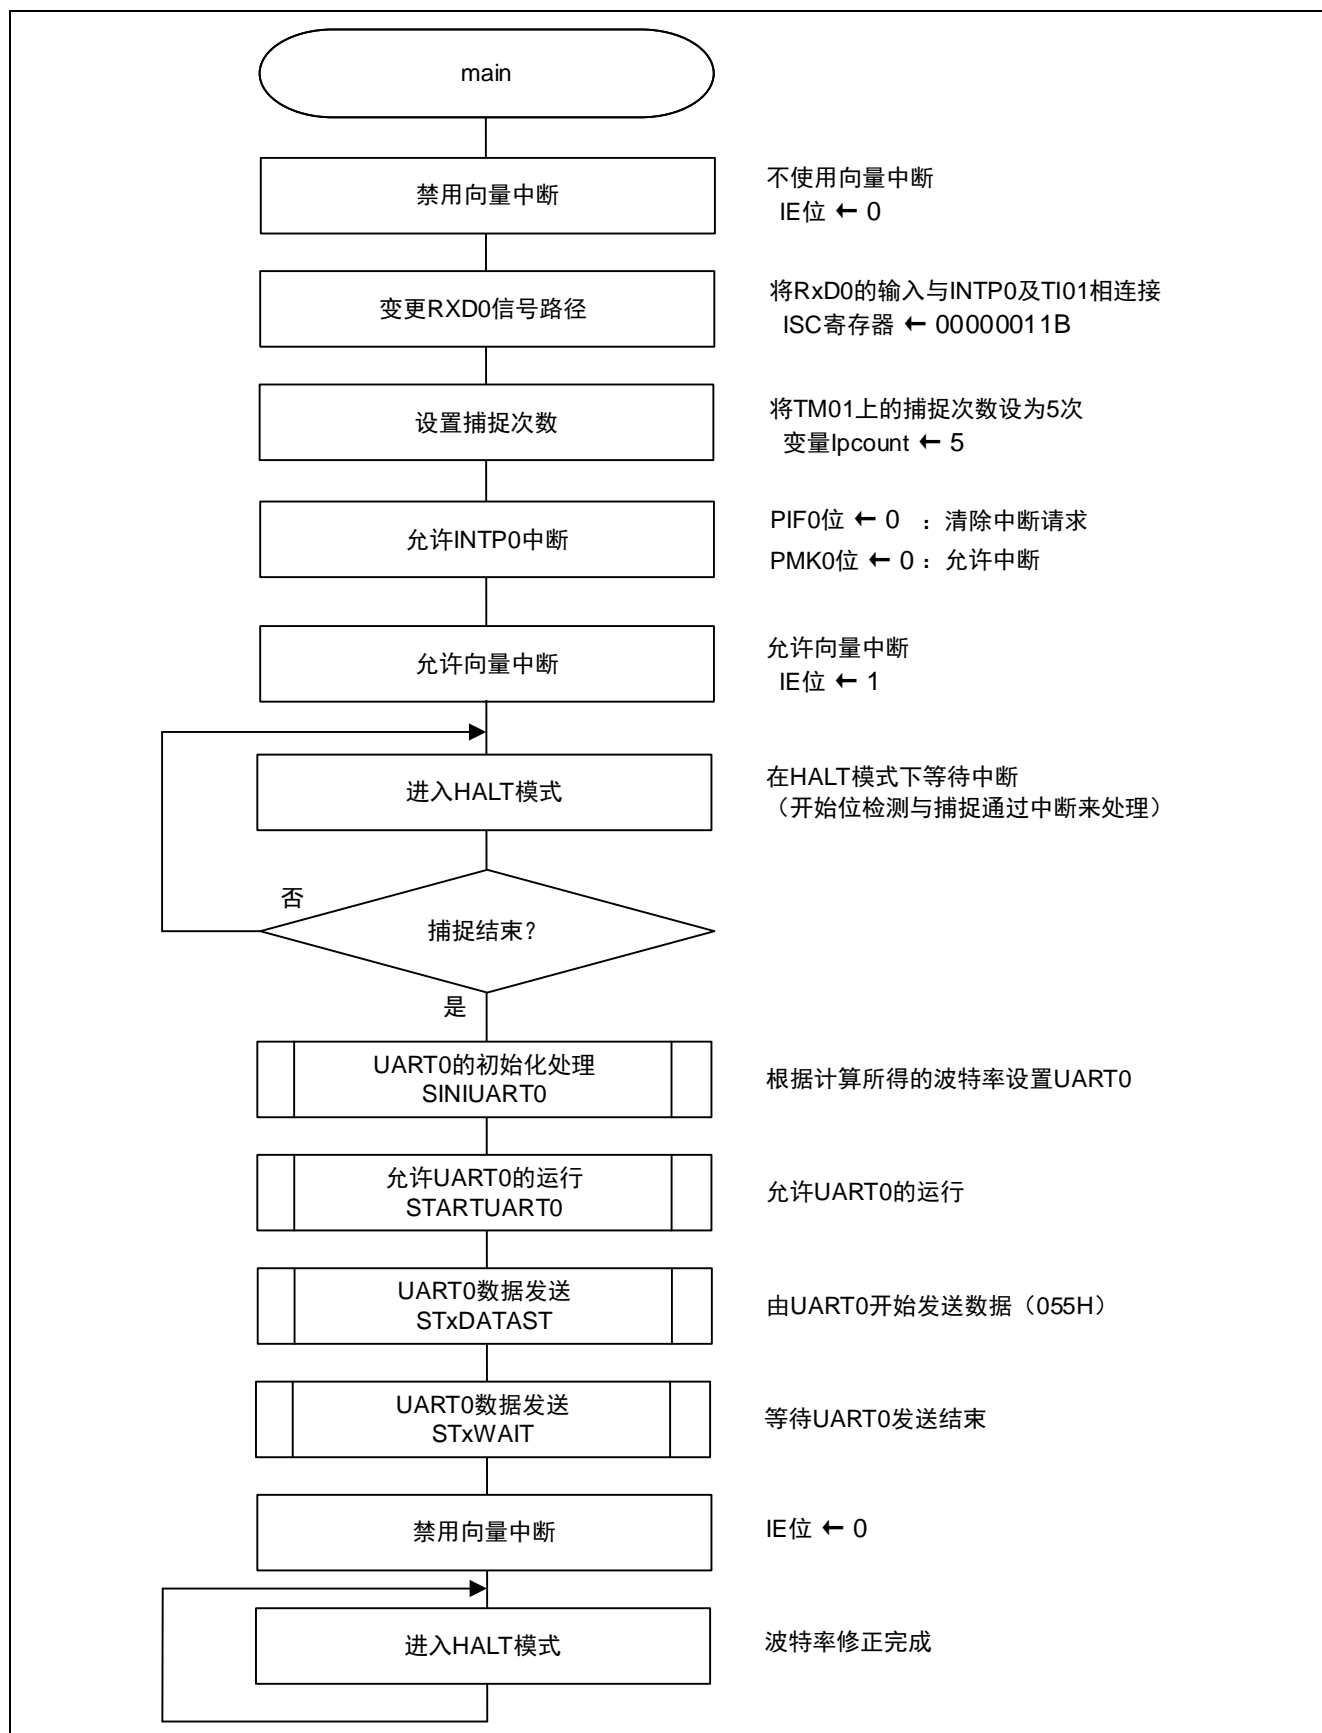 main
禁用向量中断
不使用向量中断
IE位 ← 0
变更RXD0信号路径
将RxD0的输入与INTP0及TI01相连接
ISC寄存器 ← 00000011B
设置捕捉次数
将TM01上的捕捉次数设为5次
变量lpcount ← 5
允许INTP0中断
PIF0位 ← 0 ：清除中断请求
PMK0位 ← 0：允许中断
允许向量中断
允许向量中断
IE位 ← 1
进入HALT模式
在HALT模式下等待中断
（开始位检测与捕捉通过中断来处理）
否
捕捉结束？
是
UART0的初始化处理
SINIUART0
根据计算所得的波特率设置UART0
允许UART0的运行
STARTUART0
允许UART0的运行
UART0数据发送
STxDATAST
由UART0开始发送数据（055H）
UART0数据发送
STxWAIT
等待UART0发送结束
禁用向量中断
IE位 ← 0
进入HALT模式
波特率修正完成